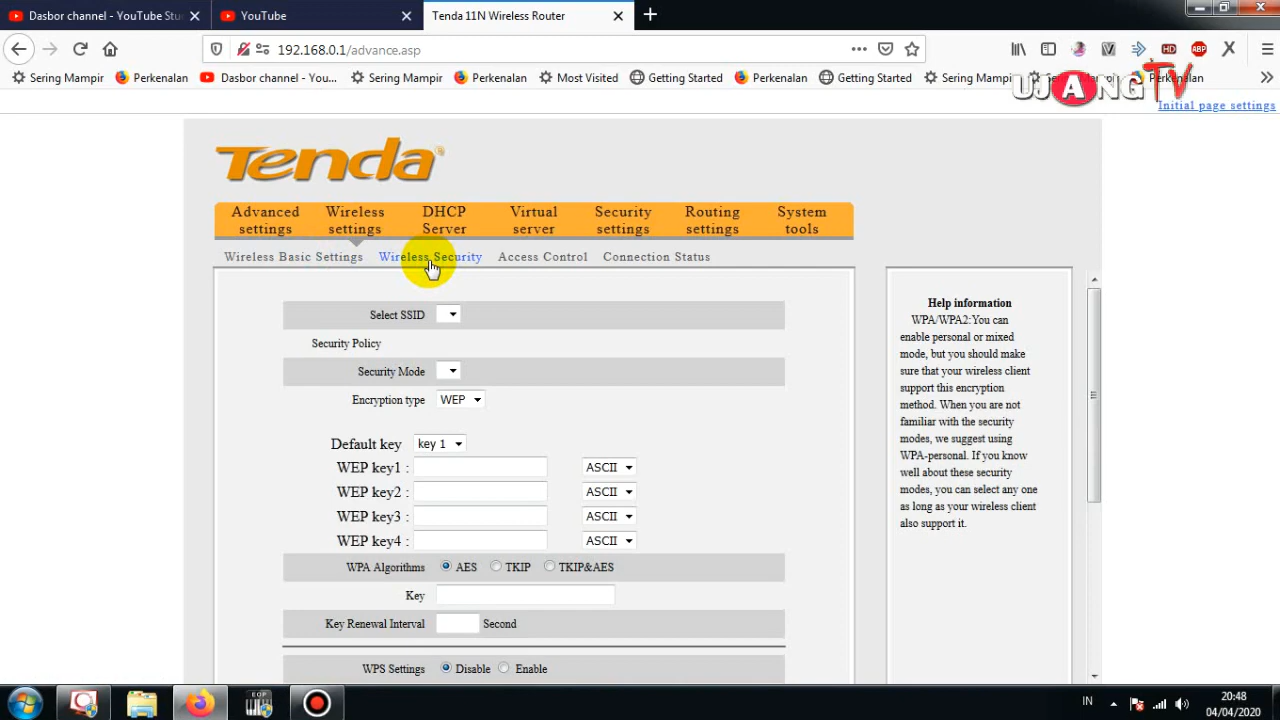 Dasbor channel - YouTube Stu
YouTube
Tenda 11N Wireless Router
192.168.0.1/advance.asp
Sering Mampir
Perkenalan
Dasbor channel - You...
Sering Mampir
Perkenalan
Most Visited
Getting Started
Perkenalan
Getting Started
Sering Mampir
Perkenalan
HD
ABP
UJANG TV
Initial page settings
Tenda
Advanced settings
Wireless settings
DHCP Server
Virtual server
Security settings
Routing settings
System tools
Wireless Basic Settings
Wireless Security
Access Control
Connection Status
Select SSID
Security Policy
Security Mode
Encryption type WEP
Default key key 1
WEP key1 : ASCII
WEP key2 : ASCII
WEP key3 : ASCII
WEP key4 : ASCII
WPA Algorithms AES TKIP TKIP&AES
Key
Key Renewal Interval Second
WPS Settings Disable Enable
Help information
WPA/WPA2:You can
enable personal or mixed
mode, but you should make
sure that your wireless client
support this encryption
method. When you are not
familiar with the security
modes, we suggest using
WPA-personal. If you know
well about these security
modes, you can select any one
as long as your wireless client
also support it.
EOP
IN
20:48
04/04/2020